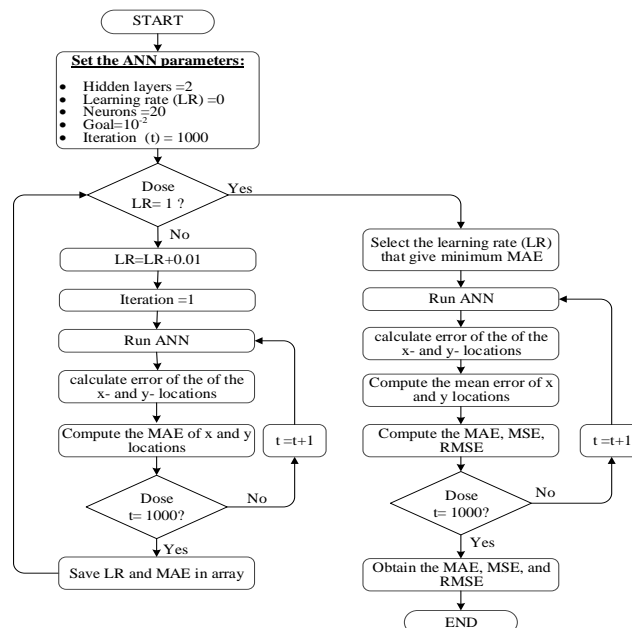 START
Set the ANN parameters:
• Hidden layers =2
• Learning rate (LR) =0
• Neurons =20
• Goal=10⁻²
• Iteration (t) = 1000
Dose
LR= 1 ?
Yes
No
LR=LR+0.01
Iteration =1
Run ANN
calculate error of the of the
x- and y- locations
Compute the MAE of x and y
locations
t =t+1
Dose
t= 1000?
No
Yes
Save LR and MAE in array
Select the learning rate (LR)
that give minimum MAE
Run ANN
calculate error of the of the
x- and y- locations
Compute the mean error of x
and y locations
Compute the MAE, MSE,
RMSE
t=t+1
Dose
t= 1000?
No
Yes
Obtain the MAE, MSE, and
RMSE
END